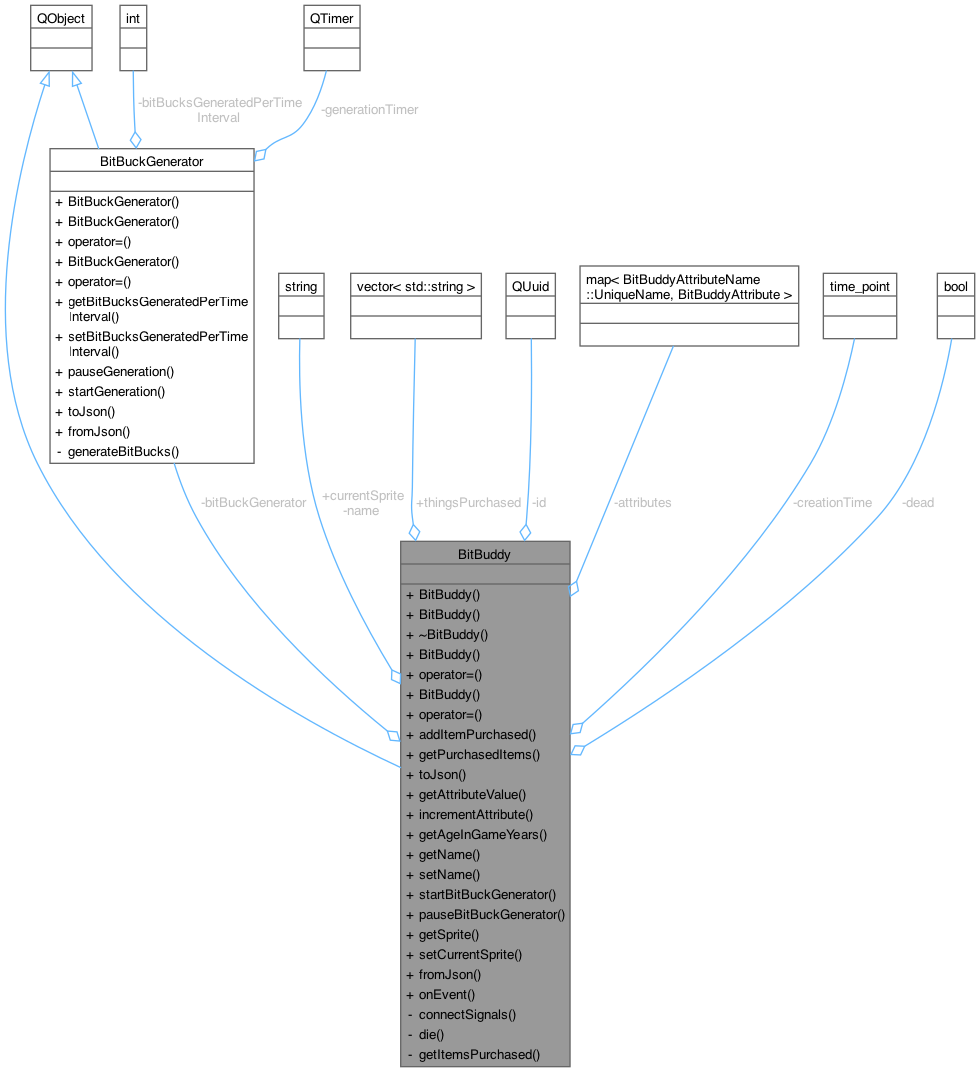 QObject
int
QTimer
-bitBucksGeneratedPerTime
Interval
-generationTimer
BitBuckGenerator
+ BitBuckGenerator()
+ BitBuckGenerator()
+ operator=()
+ BitBuckGenerator()
+ operator=()
+ getBitBucksGeneratedPerTime
Interval()
+ setBitBucksGeneratedPerTime
Interval()
+ pauseGeneration()
+ startGeneration()
+ toJson()
+ fromJson()
- generateBitBucks()
string
vector< std::string >
QUuid
map< BitBuddyAttributeName
::UniqueName, BitBuddyAttribute >
time_point
bool
-bitBuckGenerator
+currentSprite
-name
+thingsPurchased
-id
-attributes
-creationTime
-dead
BitBuddy
+ BitBuddy()
+ BitBuddy()
+ ~BitBuddy()
+ BitBuddy()
+ operator=()
+ BitBuddy()
+ operator=()
+ addItemPurchased()
+ getPurchasedItems()
+ toJson()
+ getAttributeValue()
+ incrementAttribute()
+ getAgeInGameYears()
+ getName()
+ setName()
+ startBitBuckGenerator()
+ pauseBitBuckGenerator()
+ getSprite()
+ setCurrentSprite()
+ fromJson()
+ onEvent()
- connectSignals()
- die()
- getItemsPurchased()